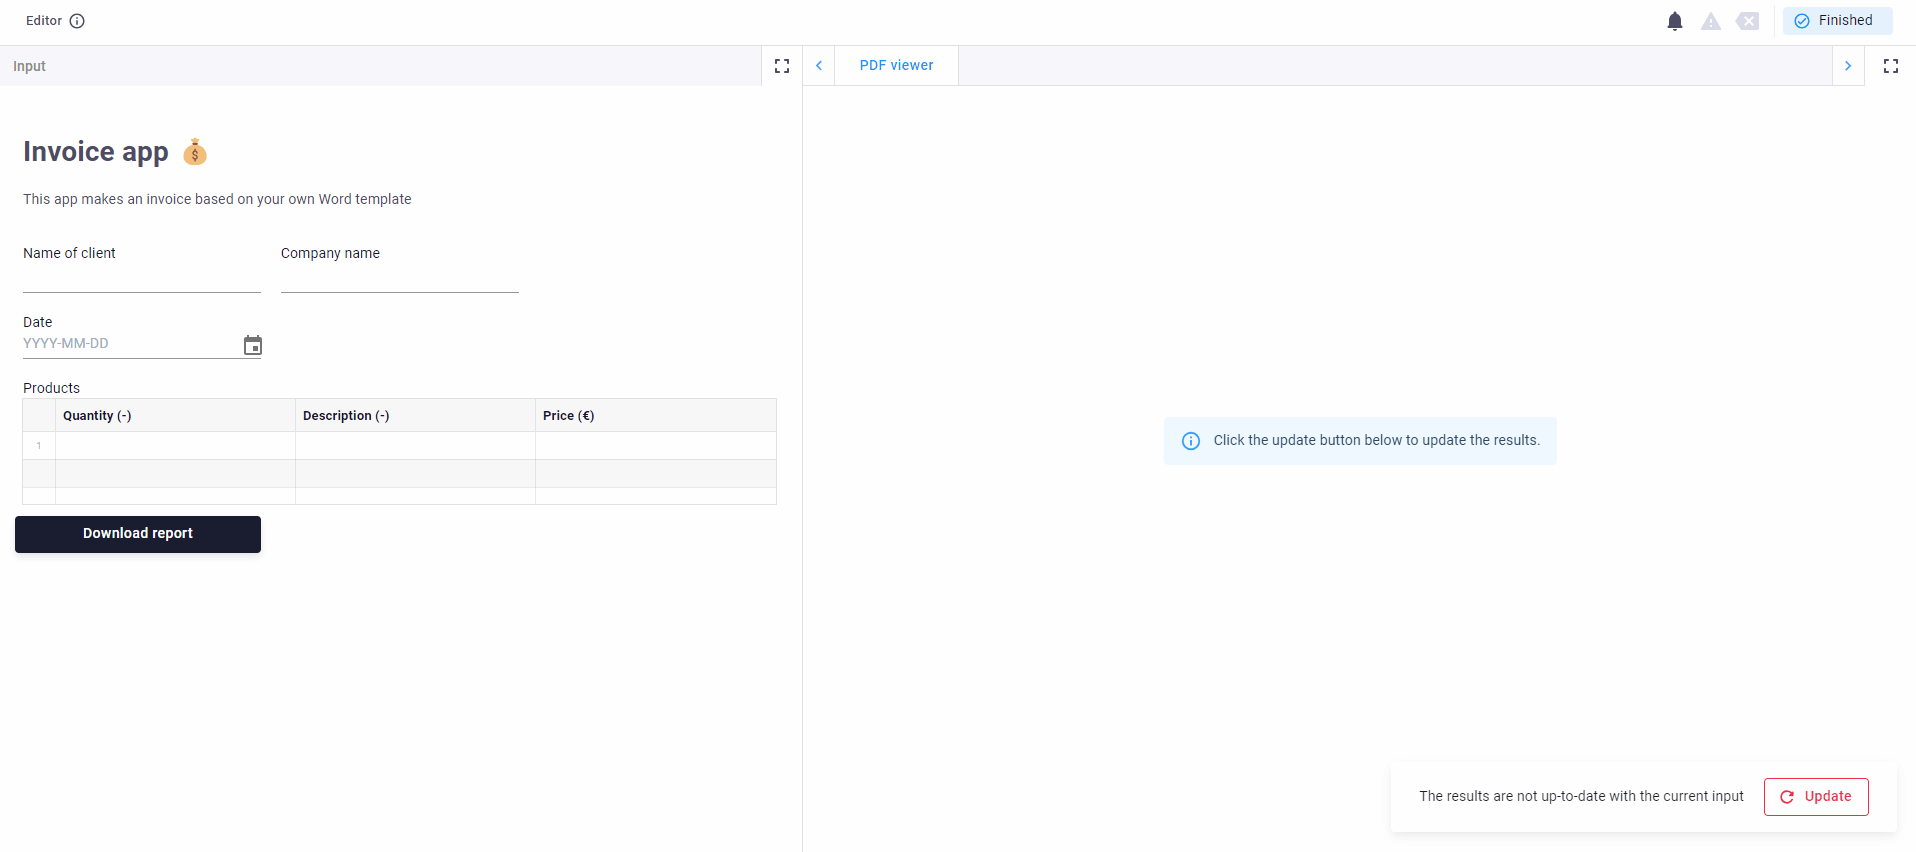 Editor
Finished
Input
PDF viewer
Invoice app
This app makes an invoice based on your own Word template
Name of client
Company name
Date
YYYY-MM-DD
Products
Quantity (-) Description (-) Price (€)
1
Download report
Click the update button below to update the results.
The results are not up-to-date with the current input
Update